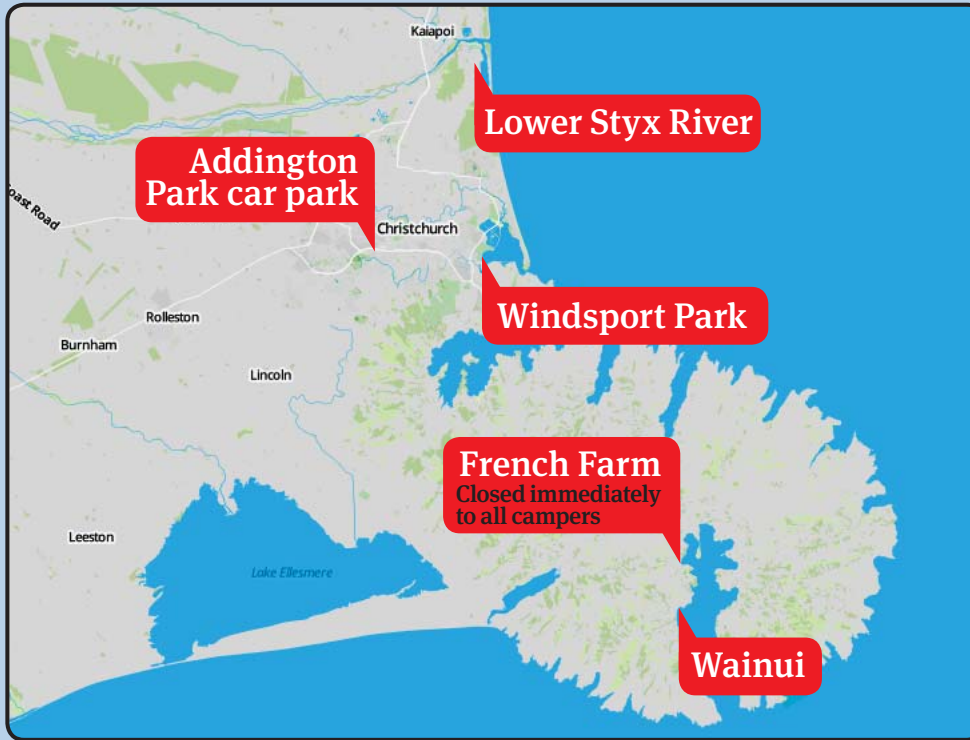 Kaiapoi
Lower Styx River
Addington
Park car park
oast Road
Christchurch
Windsport Park
Rolleston
Burnham
Lincoln
French Farm
Closed immediately
to all campers
Leeston
Lake Ellesmere
Wainui